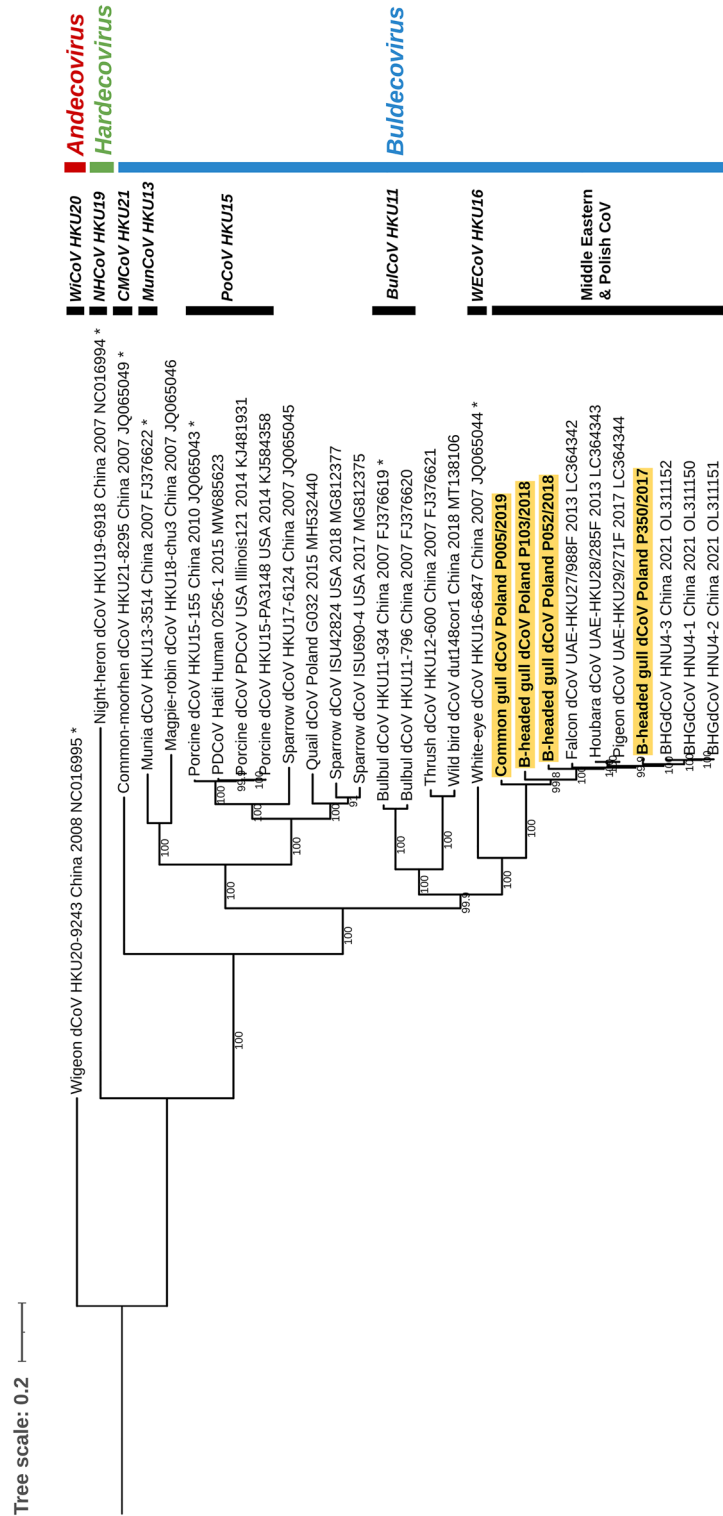 Tree scale: 0.2
Andecovirus
Hardecovirus
Buldecovirus
WiCoV HKU20
NHCoV HKU19
CMCoV HKU21
MunCoV HKU13
PoCoV HKU15
BulCoV HKU11
WECoV HKU16
Middle Eastern
& Polish CoV
Wigeon dCoV HKU20-9243 China 2008 NC016995 *
Night-heron dCoV HKU19-6918 China 2007 NC016994 *
Common-moorhen dCoV HKU21-8295 China 2007 JQ065049 *
Munia dCoV HKU13-3514 China 2007 FJ376622 *
Magpie-robin dCoV HKU18-chu3 China 2007 JQ065046
Porcine dCoV HKU15-155 China 2010 JQ065043 *
PDCoV Haiti Human 0256-1 2015 MW685623
Porcine dCoV PDCoV USA Illinois121 2014 KJ481931
Porcine dCoV HKU15-PA3148 USA 2014 KJ584358
Sparrow dCoV HKU17-6124 China 2007 JQ065045
Quail dCoV Poland G032 2015 MH532440
Sparrow dCoV ISU42824 USA 2018 MG812377
Sparrow dCoV ISU690-4 USA 2017 MG812375
Bulbul dCoV HKU11-934 China 2007 FJ376619 *
Bulbul dCoV HKU11-796 China 2007 FJ376620
Thrush dCoV HKU12-600 China 2007 FJ376621
Wild bird dCoV dut148cor1 China 2018 MT138106
White-eye dCoV HKU16-6847 China 2007 JQ065044 *
Common gull dCoV Poland P005/2019
B-headed gull dCoV Poland P103/2018
B-headed gull dCoV Poland P052/2018
Falcon dCoV UAE-HKU27/988F 2013 LC364342
Houbara dCoV UAE-HKU28/285F 2013 LC364343
Pigeon dCoV UAE-HKU29/271F 2017 LC364344
B-headed gull dCoV Poland P350/2017
BHGdCoV HNU4-3 China 2021 OL311152
BHGdCoV HNU4-1 China 2021 OL311150
BHGdCoV HNU4-2 China 2021 OL311151
100
100
100
100
100
100
100
100
100
100
100
100
99.9
100
100
99.8
100
99.9
100
100